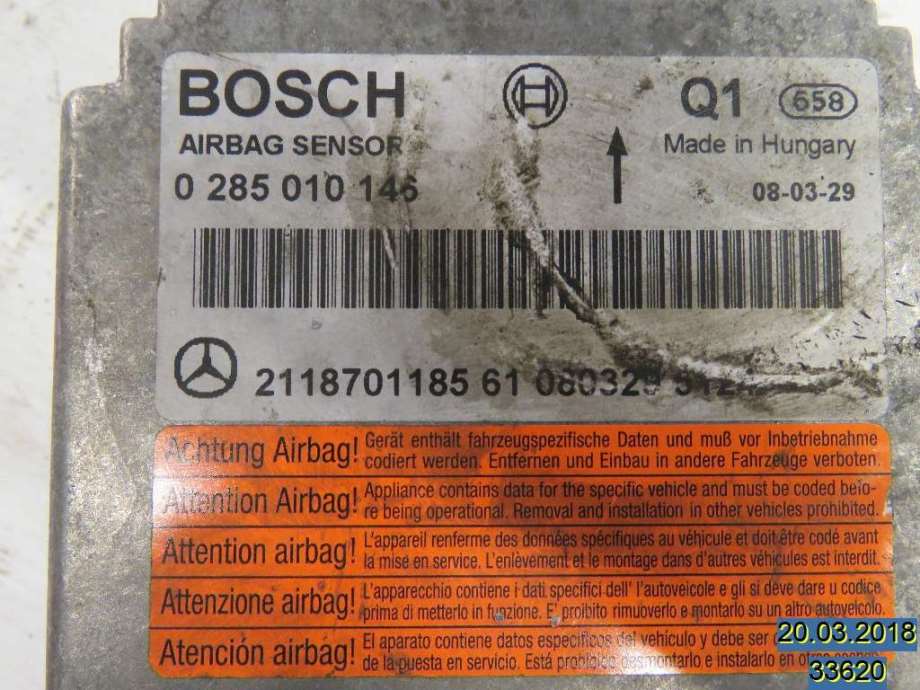 BOSCH
Q1 658
AIRBAG SENSOR
Made in Hungary
0 285 010 146
08-03-29
2118701185 61 080329
Achtung Airbag! Gerät enthält fahrzeugspezifische Daten und muß vor Inbetriebnahme
codiert werden. Entfernen und Einbau in andere Fahrzeuge verboten.
Attention Airbag! Appliance contains data for the specific vehicle and must be coded befo-
re being operational. Removal and installation in other vehicles prohibited.
Attention airbag! L'appareil renferme des données spécifiques au véhicule et doit être codé avant
la mise en service. L'enlèvement et le montage dans d'autres véhicules est interdit.
Attenzione airbag! L'apparecchio contiene i dati specifici dell' l'autoveicole e gli si deve dare u codice
prima di metterlo in funzione. E' proibito rimuoverlo e montarlo su un altro autoveicolo.
Atención airbag! El aparato contiene datos específicos del vehículo y debe ser
de la puesta en servicio. Está prohibido desmontarlo e instalarlo en
20.03.2018
33620